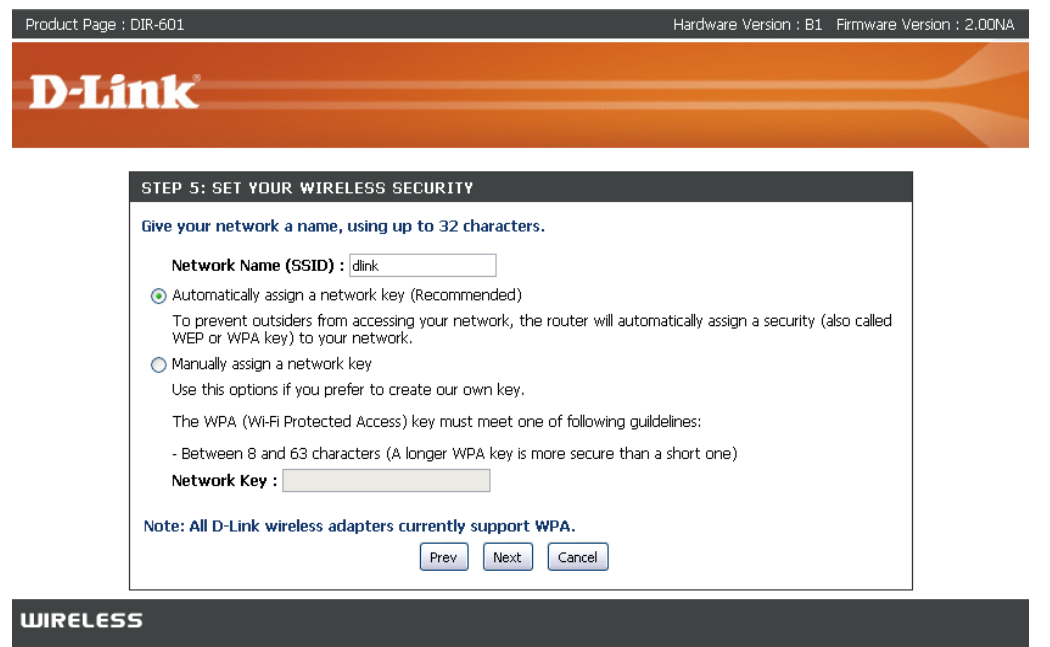 Product Page : DIR-601 Hardware Version : B1 Firmware Version : 2.00NA
D-Link®
STEP 5: SET YOUR WIRELESS SECURITY
Give your network a name, using up to 32 characters.
Network Name (SSID) : dlink
Automatically assign a network key (Recommended)
To prevent outsiders from accessing your network, the router will automatically assign a security (also called
WEP or WPA key) to your network.
Manually assign a network key
Use this options if you prefer to create our own key.
The WPA (Wi-Fi Protected Access) key must meet one of following guildelines:
- Between 8 and 63 characters (A longer WPA key is more secure than a short one)
Network Key :
Note: All D-Link wireless adapters currently support WPA.
Prev Next Cancel
WIRELESS